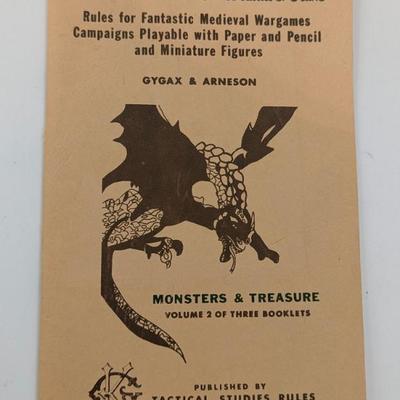 Rules for Fantastic Medieval Wargames
Campaigns Playable with Paper and Pencil
and Miniature Figures
GYGAX & ARNESON
MONSTERS & TREASURE
VOLUME 2 OF THREE BOOKLETS
PUBLISHED BY
TACTICAL STUDIES RULES